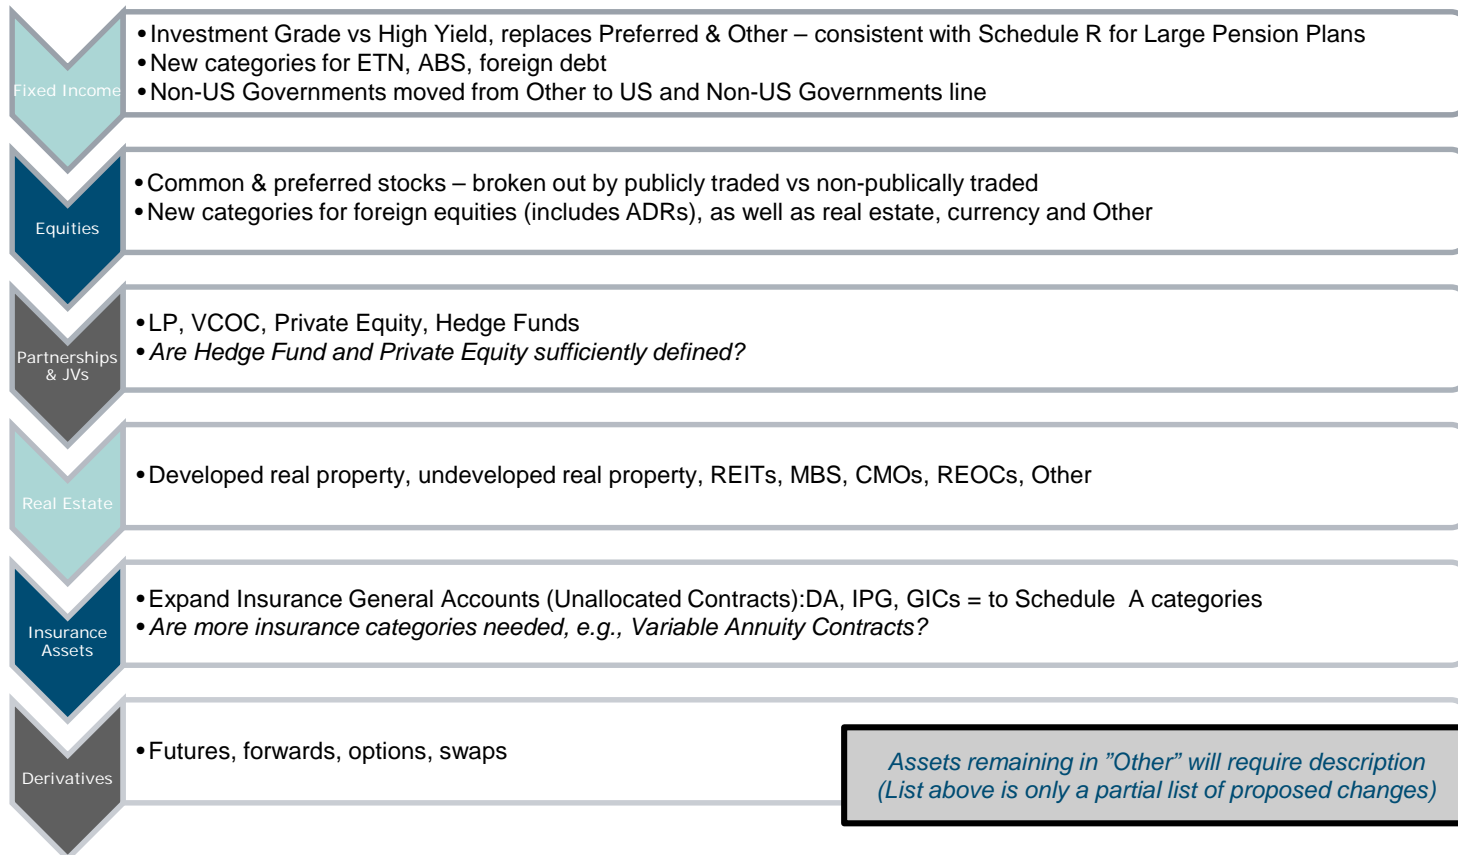 Fixed Income
•Investment Grade vs High Yield, replaces Preferred & Other – consistent with Schedule R for Large Pension Plans
•New categories for ETN, ABS, foreign debt
•Non-US Governments moved from Other to US and Non-US Governments line
Equities
•Common & preferred stocks – broken out by publicly traded vs non-publically traded
•New categories for foreign equities (includes ADRs), as well as real estate, currency and Other
Partnerships
& JVs
•LP, VCOC, Private Equity, Hedge Funds
•Are Hedge Fund and Private Equity sufficiently defined?
Real Estate
•Developed real property, undeveloped real property, REITs, MBS, CMOs, REOCs, Other
Insurance
Assets
•Expand Insurance General Accounts (Unallocated Contracts):DA, IPG, GICs = to Schedule  A categories
•Are more insurance categories needed, e.g., Variable Annuity Contracts?
Derivatives
•Futures, forwards, options, swaps
Assets remaining in ”Other” will require description
(List above is only a partial list of proposed changes)